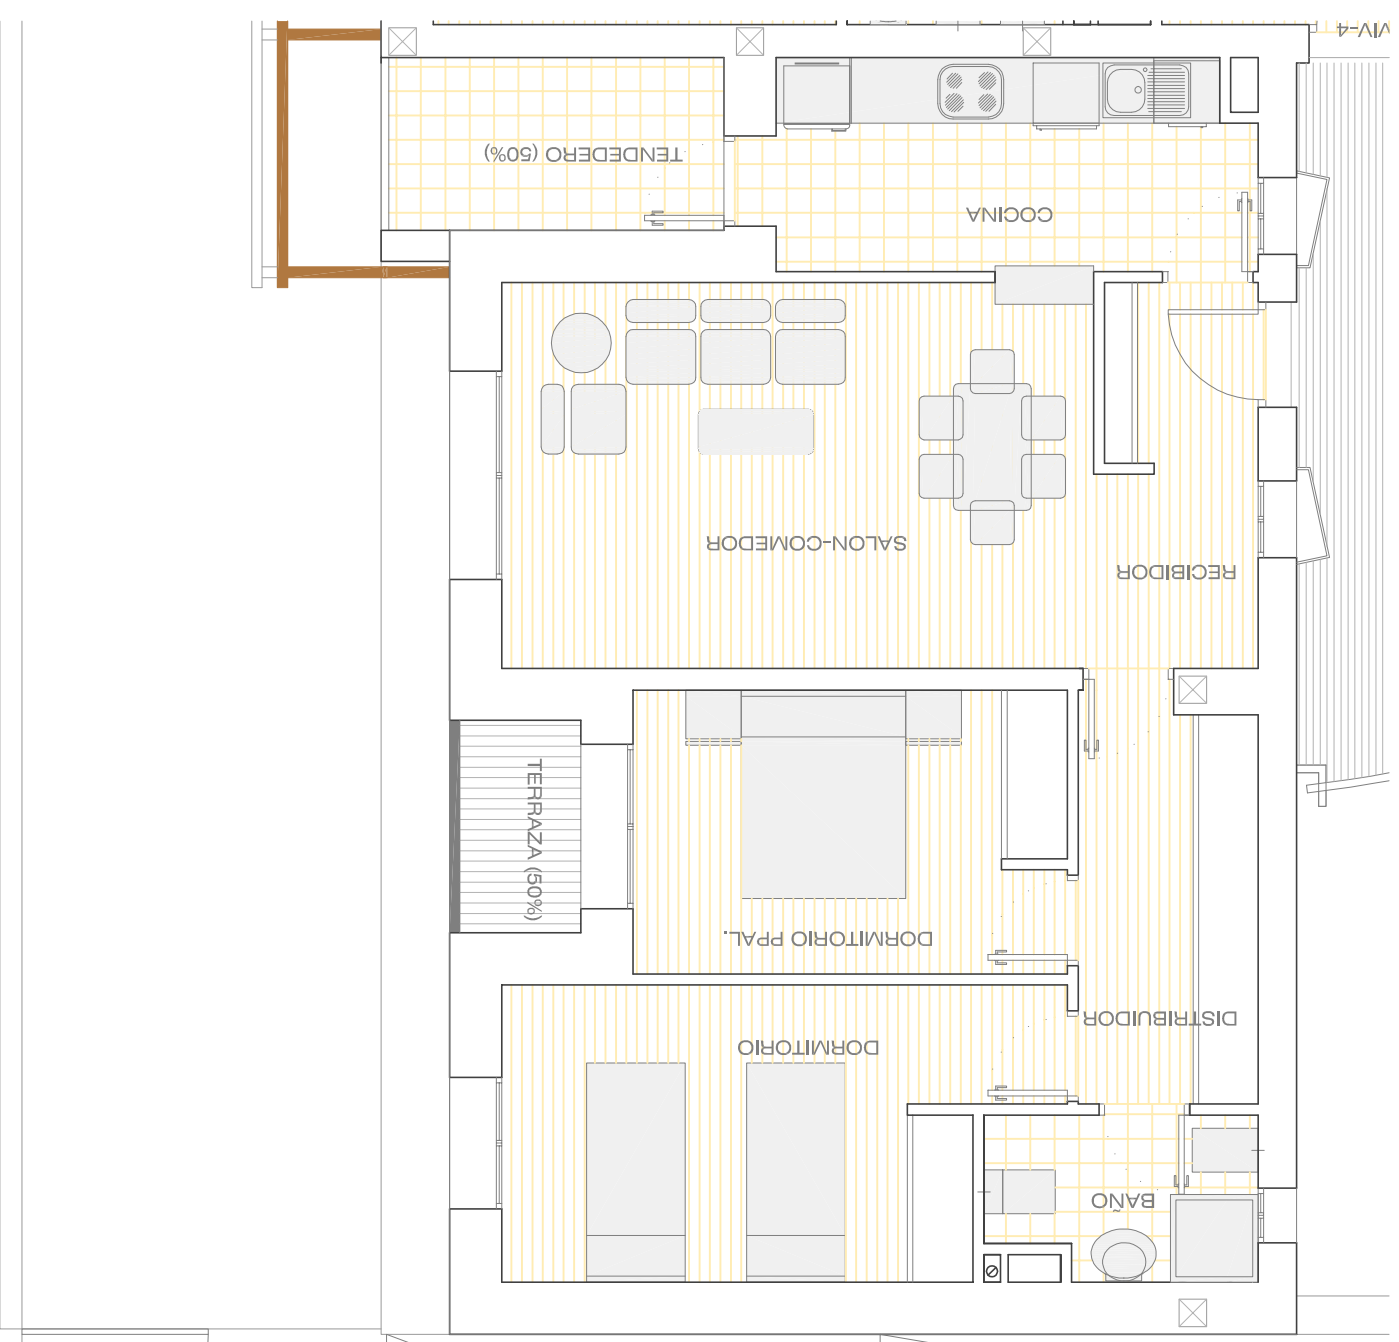 VIV-4
TENDEDERO (50%)
COCINA
SALON-COMEDOR
RECIBIDOR
TERRAZA (50%)
DORMITORIO PPAL.
DISTRIBUIDOR
DORMITORIO
BAÑO